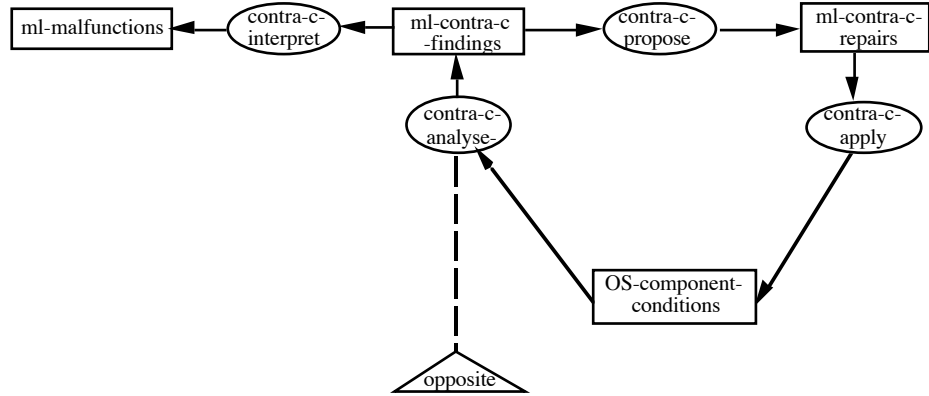 ml-malfunctions
contra-c-
interpret
ml-contra-c
-findings
contra-c-
propose
ml-contra-c-
repairs
contra-c-
analyse-
contra-c-
apply
OS-component-
conditions
opposite